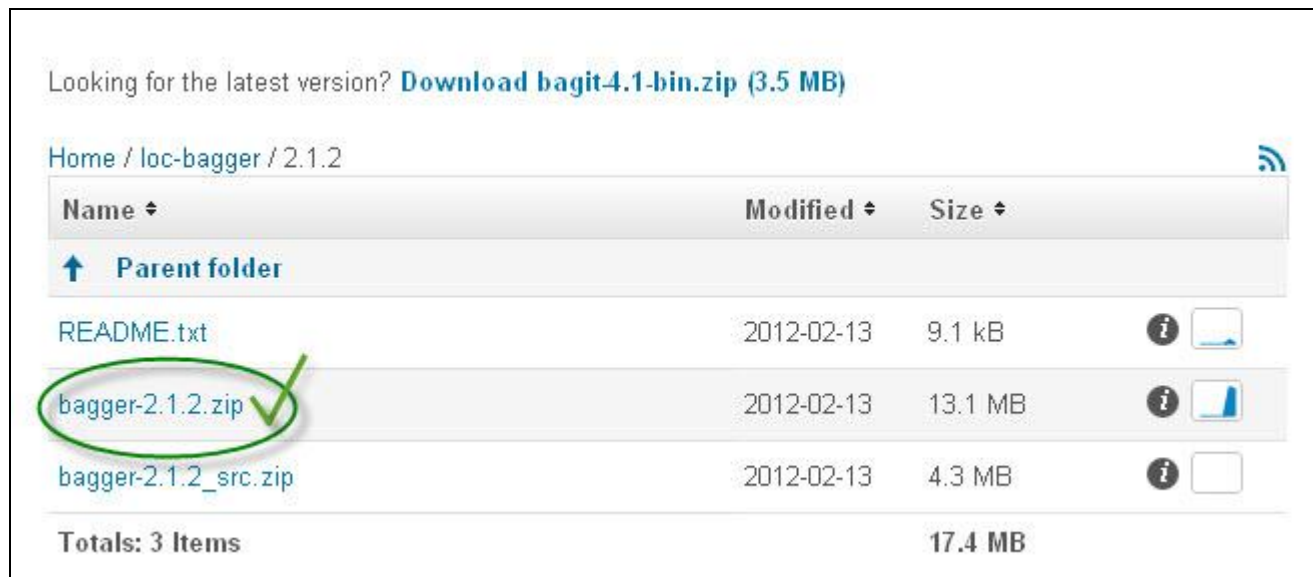 Looking for the latest version? Download bagit-4.1-bin.zip (3.5 MB)
Home / loc-bagger / 2.1.2
Name Modified Size
Parent folder
README.txt 2012-02-13 9.1 kB
bagger-2.1.2.zip 2012-02-13 13.1 MB
bagger-2.1.2_src.zip 2012-02-13 4.3 MB
Totals: 3 Items 17.4 MB